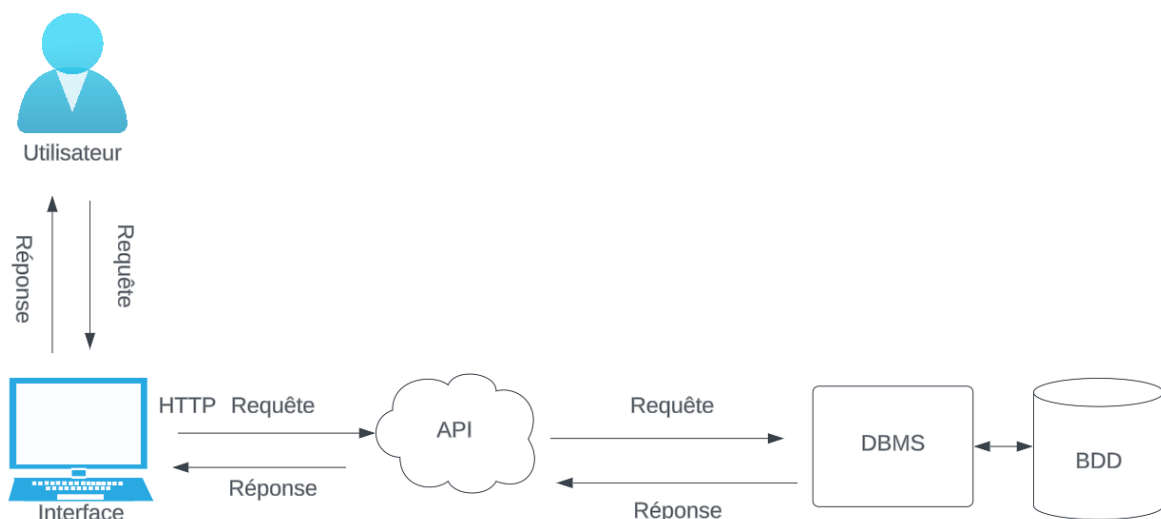 Utilisateur
Réponse
Requête
HTTP Requête
API
Requête
DBMS
BDD
Réponse
Réponse
Interface